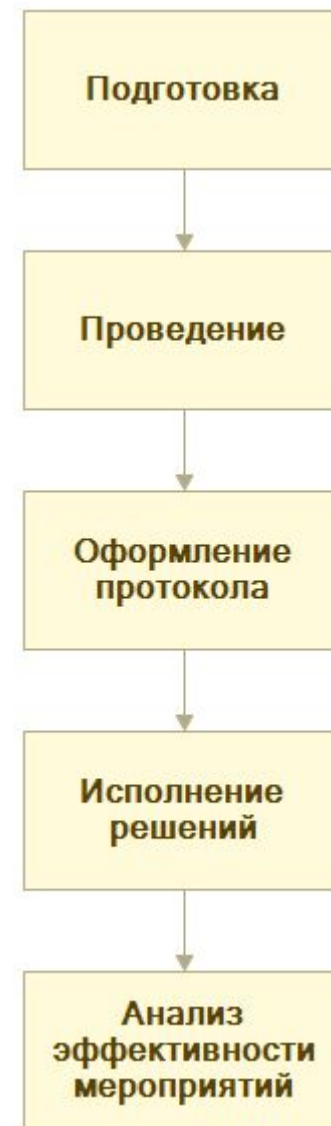 Подготовка
Проведение
Оформление
протокола
Исполнение
решений
Анализ
эффективности
мероприятий